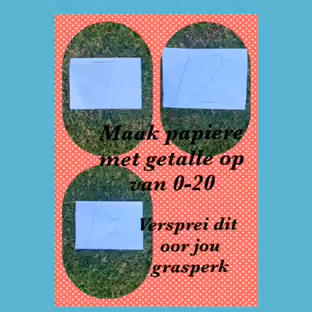 7
12
Maak papiere
met getalle op
van 0-20
Versprei dit
oor jou
grasperk